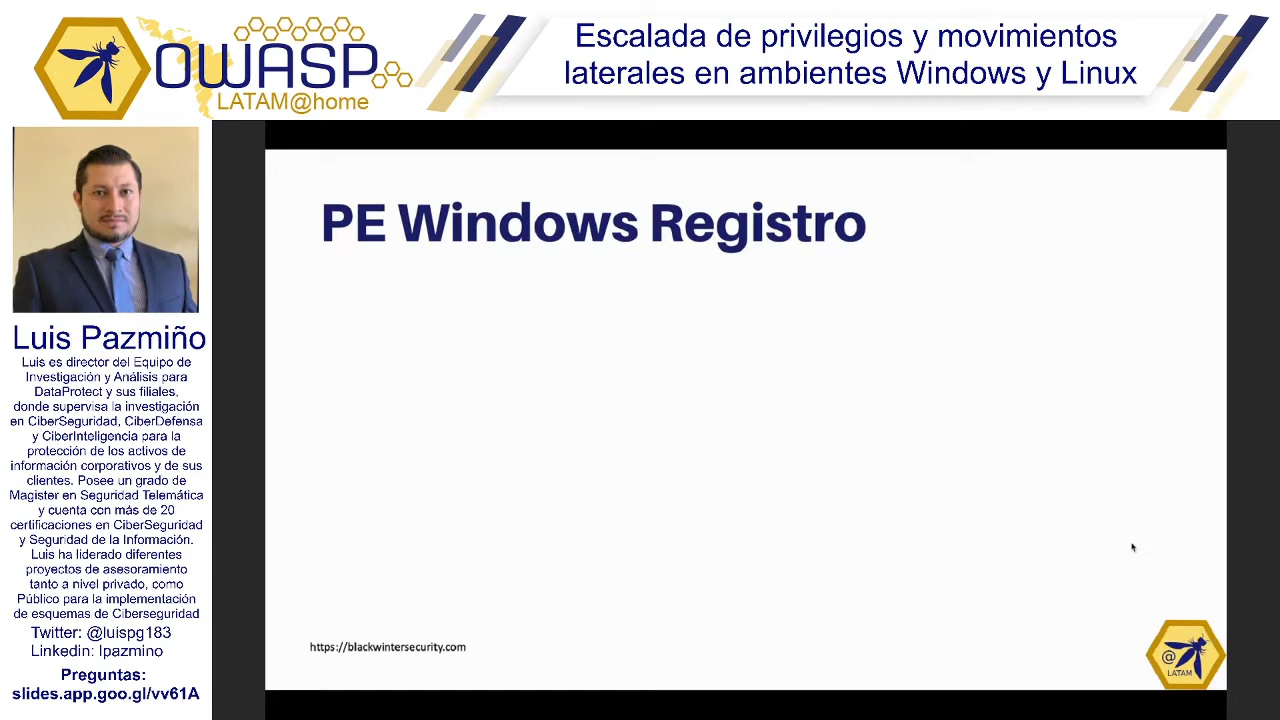 OWASP
LATAM@home
Escalada de privilegios y movimientos
laterales en ambientes Windows y Linux
Luis Pazmiño
Luis es director del Equipo de
Investigación y Análisis para
DataProtect y sus filiales,
donde supervisa la investigación
en CiberSeguridad, CiberDefensa
y CiberInteligencia para la
protección de los activos de
información corporativos y de sus
clientes. Posee un grado de
Magister en Seguridad Telemática
y cuenta con más de 20
certificaciones en CiberSeguridad
y Seguridad de la Información.
Luis ha liderado diferentes
proyectos de asesoramiento
tanto a nivel privado, como
Público para la implementación
de esquemas de Ciberseguridad
Twitter: @luispg183
Linkedin: lpazmino
Preguntas:
slides.app.goo.gl/vv61A
PE Windows Registro
https://blackwintersecurity.com
@
LATAM